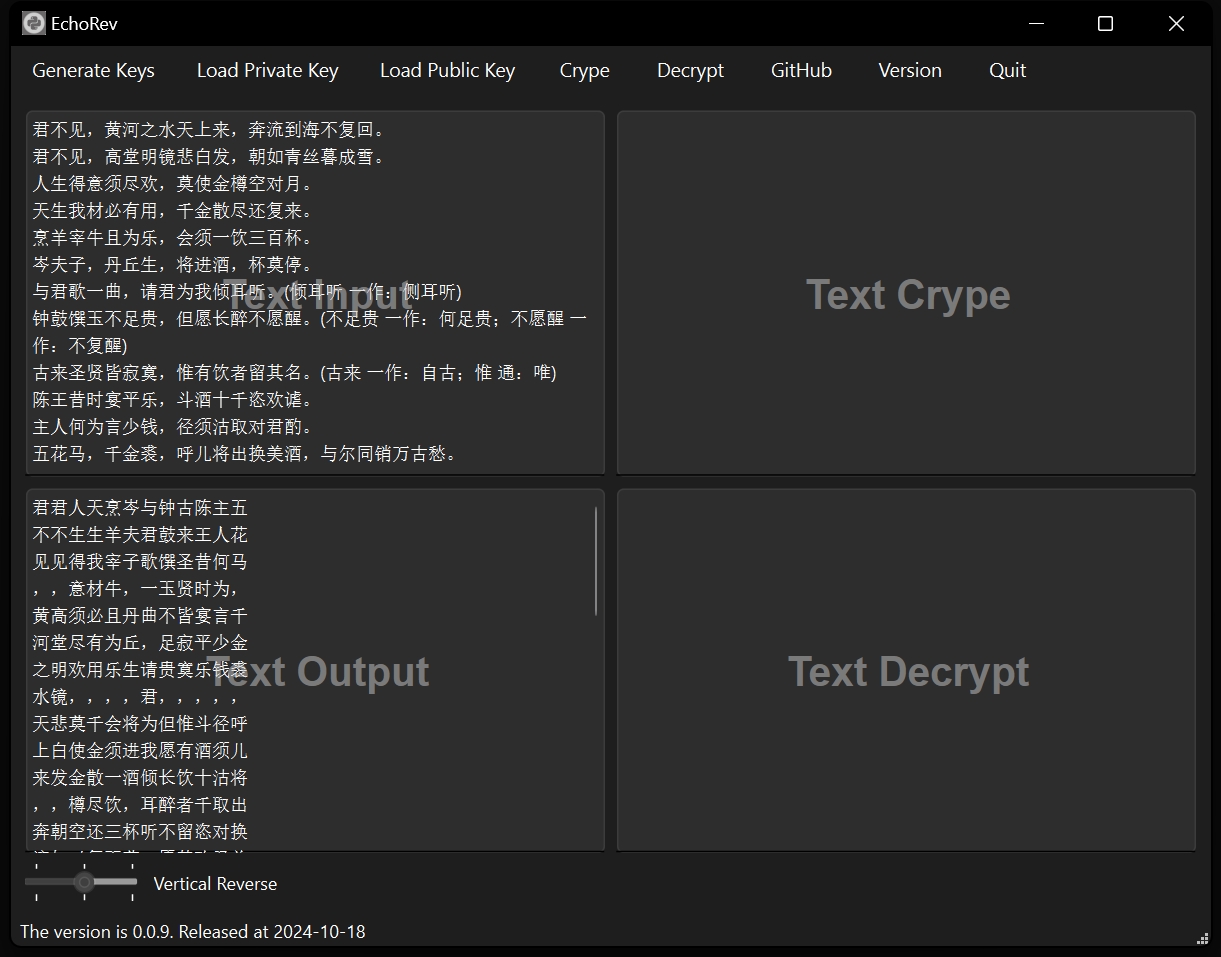 EchoRev
Generate Keys Load Private Key Load Public Key Crype Decrypt GitHub Version Quit
君不见，黄河之水天上来，奔流到海不复回。
君不见，高堂明镜悲白发，朝如青丝暮成雪。
人生得意须尽欢，莫使金樽空对月。
天生我材必有用，千金散尽还复来。
烹羊宰牛且为乐，会须一饮三百杯。
岑夫子，丹丘生，将进酒，杯莫停。
与君歌一曲，请君为我倾耳听。(倾耳听 一作：侧耳听)
钟鼓馔玉不足贵，但愿长醉不愿醒。(不足贵 一作：何足贵；不愿醒 一
作：不复醒)
古来圣贤皆寂寞，惟有饮者留其名。(古来 一作：自古；惟 通：唯)
陈王昔时宴平乐，斗酒十千恣欢谑。
主人何为言少钱，径须沽取对君酌。
五花马，千金裘，呼儿将出换美酒，与尔同销万古愁。
Text Input
Text Crype
君君人天烹岑与钟古陈主五
不不生生羊夫君鼓来王人花
见见得我宰子歌馔圣昔何马
，，意材牛，一玉贤时为，
黄高须必且丹曲不皆宴言千
河堂尽有为丘，足寂平少金
之明欢用乐生请贵寞乐钱裘
水镜，，，，君，，，，，
天悲莫千会将为但惟斗径呼
上白使金须进我愿有酒须儿
来发金散一酒倾长饮十沽将
，，樽尽饮，耳醉者千取出
奔朝空还三杯听不留恣对换
Text Output
Text Decrypt
Vertical Reverse
The version is 0.0.9. Released at 2024-10-18